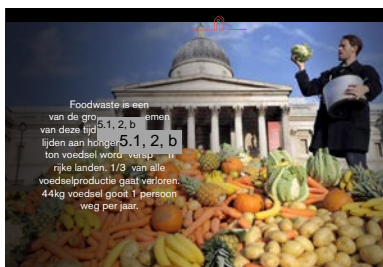 Foodwaste is een
van de gro emen
5.1, 2, b
van deze tijd
lijden aan honger
5.1, 2, b
ton voedsel word
rijke landen. 1/3 van alle
voedselproductie gaat verloren.
44kg voedsel gooit 1 persoon
weg per jaar.